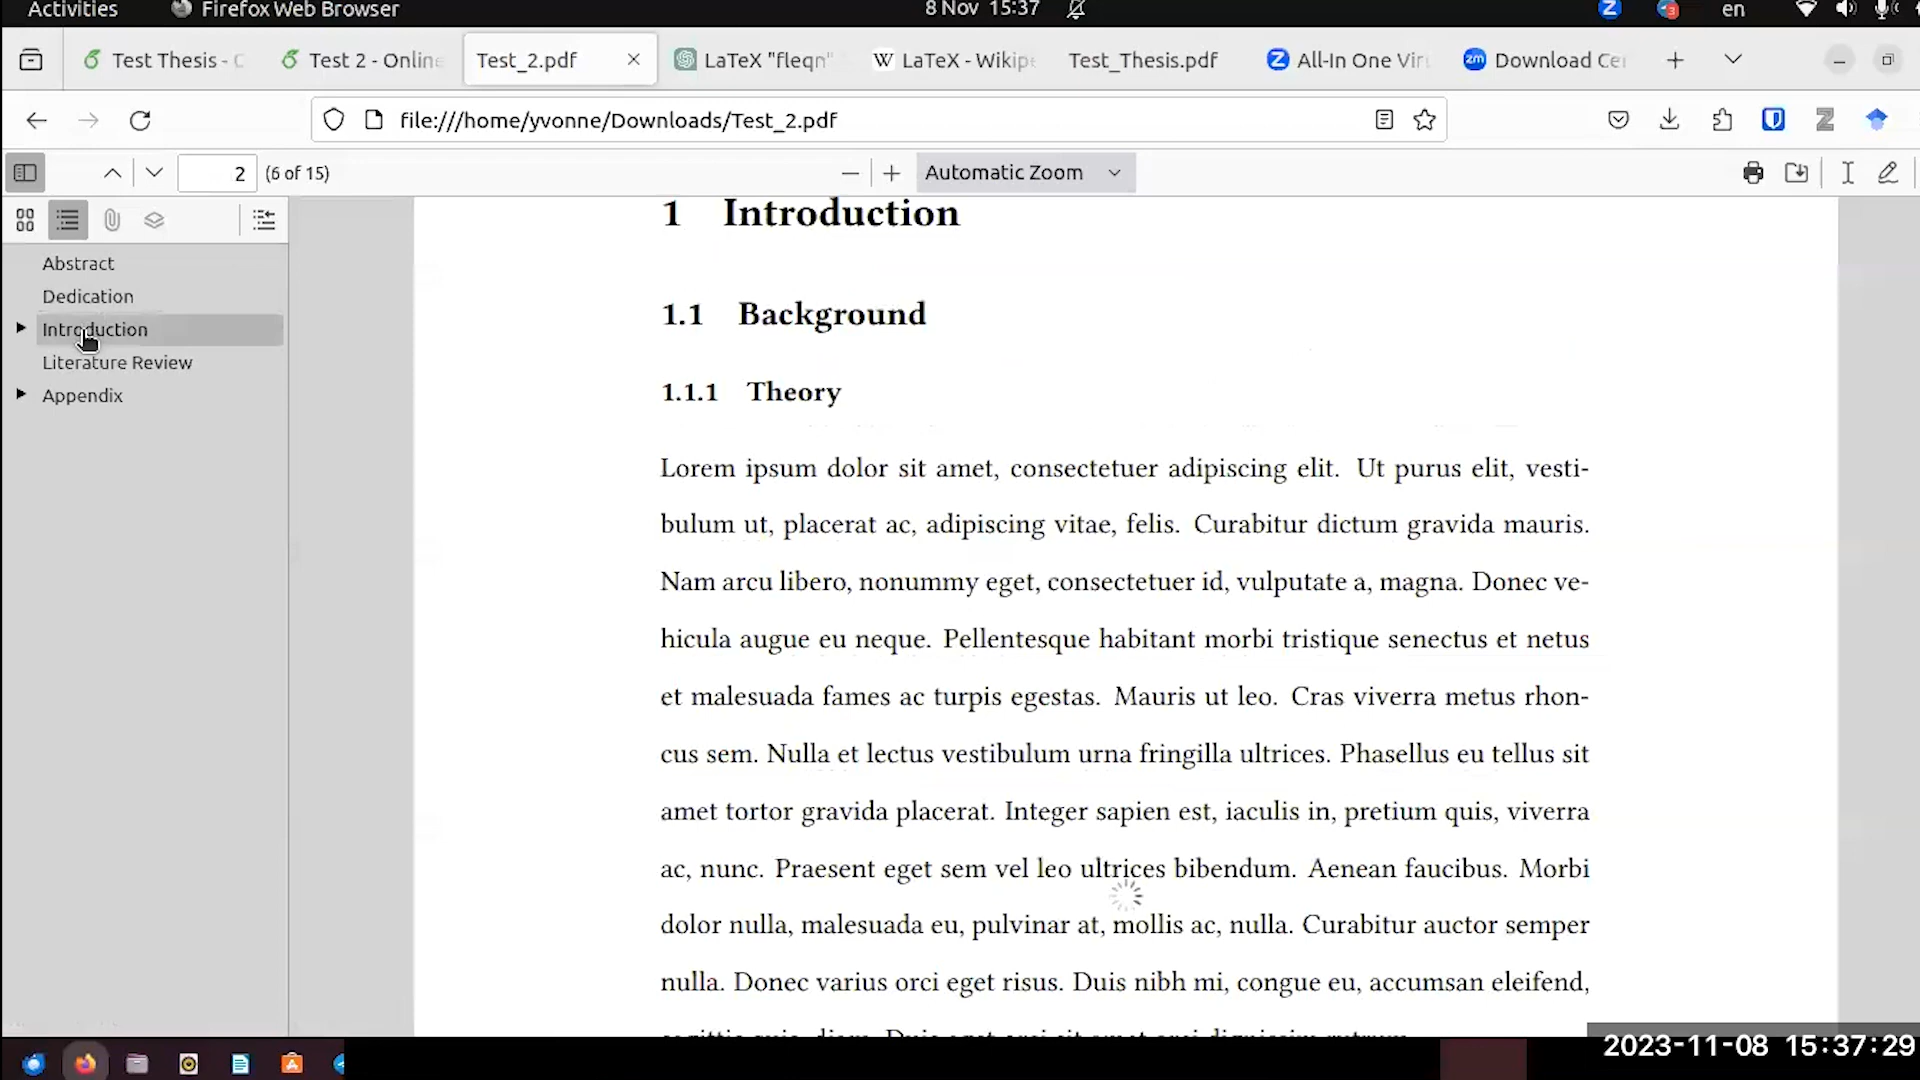 Activities
Firefox Web Browser
8 Nov 15:37
3
en
Test Thesis - C
Test 2 - Online
Test_2.pdf
LaTeX "fleqn"
LaTeX - Wikipe
Test_Thesis.pdf
All-In One Vir
Download Cen
file:///home/yvonne/Downloads/Test_2.pdf
2 (6 of 15)
Automatic Zoom
Abstract
Dedication
Introduction
Literature Review
Appendix
1 Introduction
1.1 Background
1.1.1 Theory
Lorem ipsum dolor sit amet, consectetuer adipiscing elit. Ut purus elit, vesti-
bulum ut, placerat ac, adipiscing vitae, felis. Curabitur dictum gravida mauris.
Nam arcu libero, nonummy eget, consectetuer id, vulputate a, magna. Donec ve-
hicula augue eu neque. Pellentesque habitant morbi tristique senectus et netus
et malesuada fames ac turpis egestas. Mauris ut leo. Cras viverra metus rhon-
cus sem. Nulla et lectus vestibulum urna fringilla ultrices. Phasellus eu tellus sit
amet tortor gravida placerat. Integer sapien est, iaculis in, pretium quis, viverra
ac, nunc. Praesent eget sem vel leo ultrices bibendum. Aenean faucibus. Morbi
dolor nulla, malesuada eu, pulvinar at, mollis ac, nulla. Curabitur auctor semper
nulla. Donec varius orci eget risus. Duis nibh mi, congue eu, accumsan eleifend,
2023-11-08 15:37:29